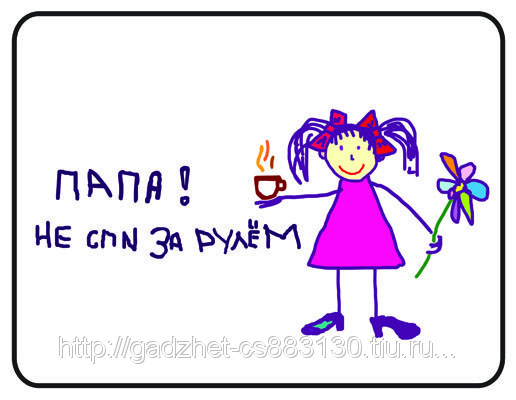 ПАПА!
НЕ СПИ ЗА РУЛЁМ
http://gadzhet-cs883130.tiu.ru...